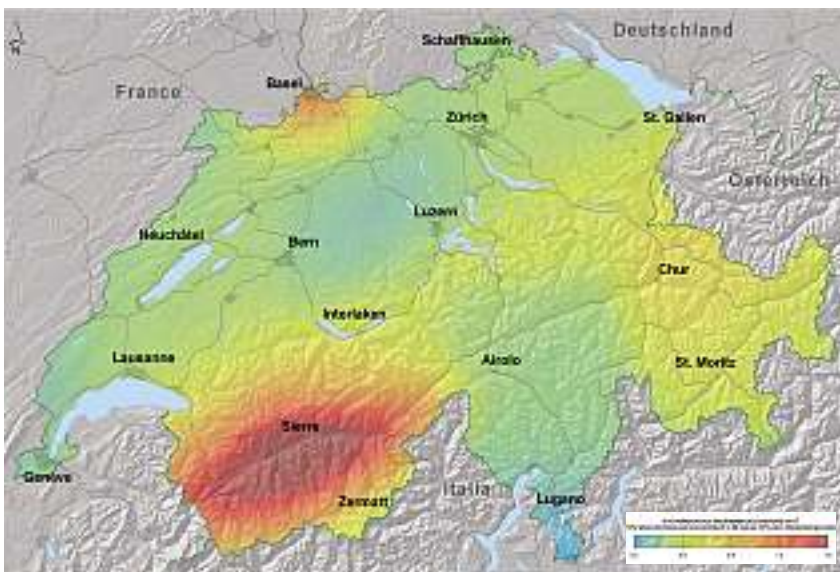 N
Schaffhausen
Deutschland
Basel
France
Zürich
St. Gallen
Österreich
Luzern
Neuchâtel
Bern
Chur
Interlaken
Lausanne
Airolo
St. Moritz
Sierre
Genève
Zermatt
Italia
Lugano